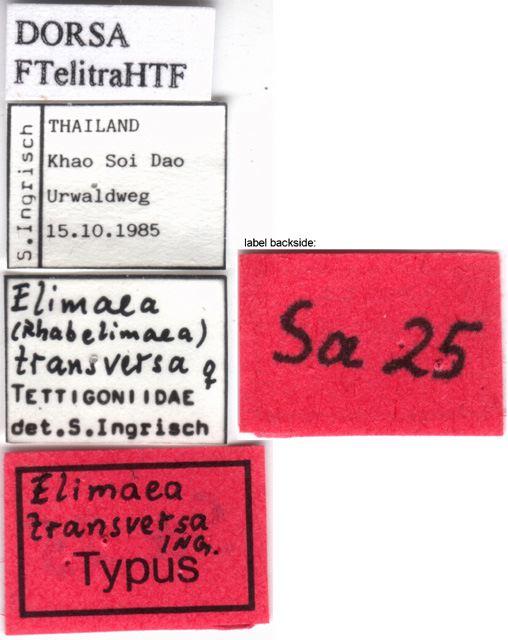 DORSA
FTelitraHTF
S.Ingrisch
THAILAND
Khao Soi Dao
Urwaldweg
15.10.1985
Elimaea
(Rhabelimaea)
transversa ♀
TETTIGONIIDAE
det.S.Ingrisch
Elimaea
transversa
ING.
Typus
label backside:
Sa 25